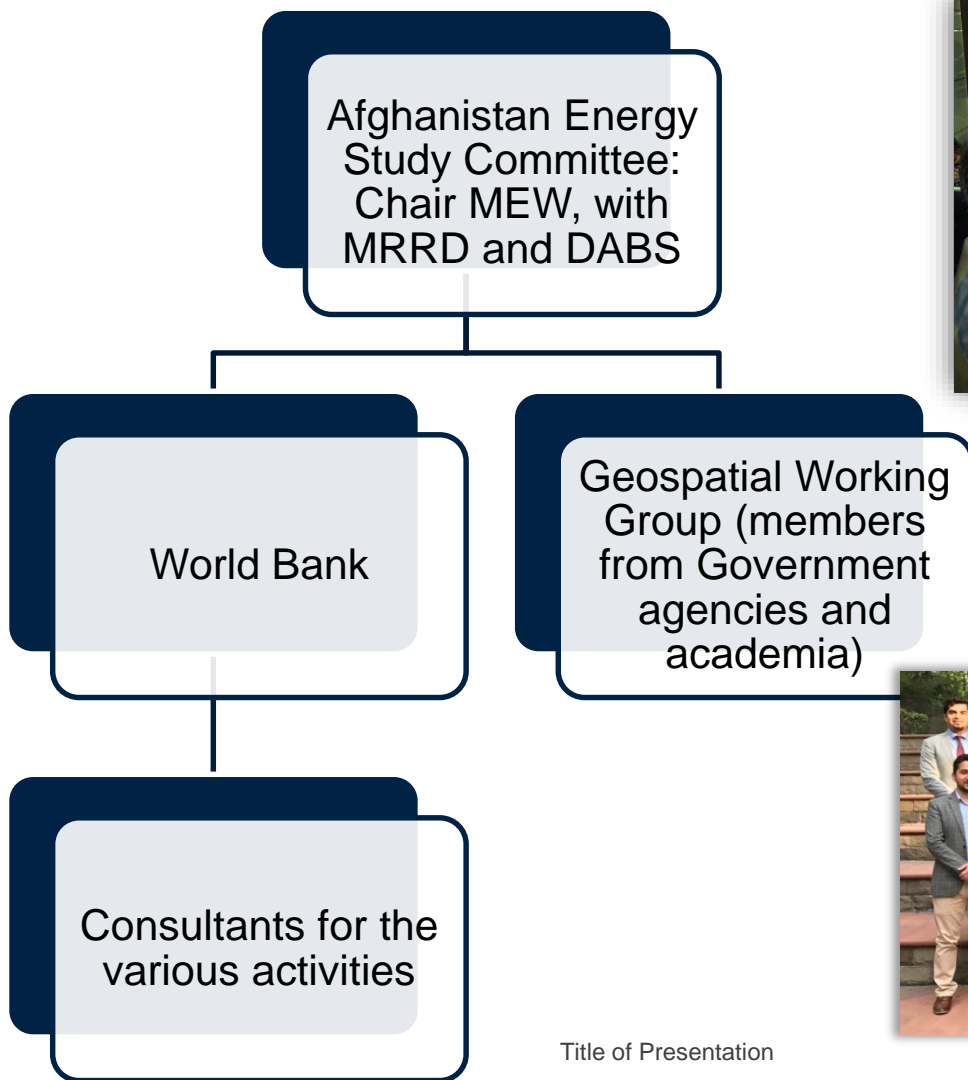 Afghanistan Energy
Study Committee:
Chair MEW, with
MRRD and DABS
World Bank
Geospatial Working
Group (members
from Government
agencies and
academia)
Consultants for the
various activities
Title of Presentation